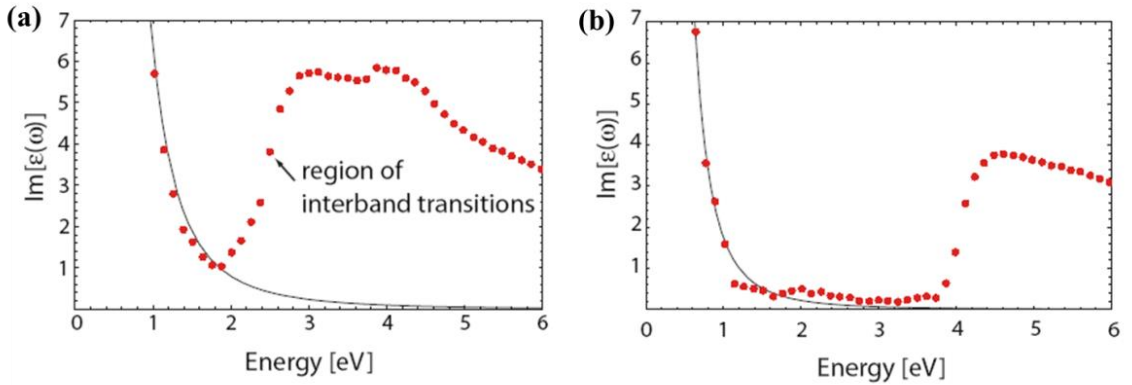 (a)
7
6
5
4
3
2
1
Im[ε(ω)]
region of
interband transitions
0 1 2 3 4 5 6
Energy [eV]
(b)
7
6
5
4
3
2
1
Im[ε(ω)]
0 1 2 3 4 5 6
Energy [eV]